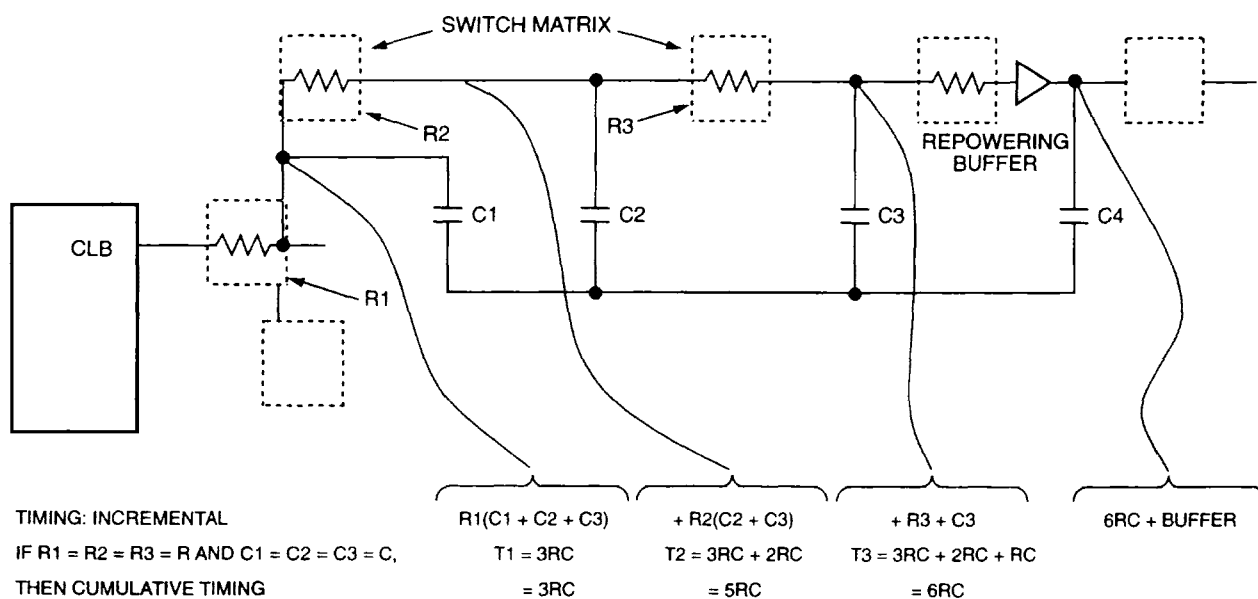 SWITCH MATRIX
R2
R3
REPOWERING
BUFFER
C1
C2
C3
C4
CLB
R1
TIMING: INCREMENTAL
IF R1 = R2 = R3 = R AND C1 = C2 = C3 = C,
THEN CUMULATIVE TIMING
R1(C1 + C2 + C3)
T1 = 3RC
= 3RC
+ R2(C2 + C3)
T2 = 3RC + 2RC
= 5RC
+ R3 + C3
T3 = 3RC + 2RC + RC
= 6RC
6RC + BUFFER